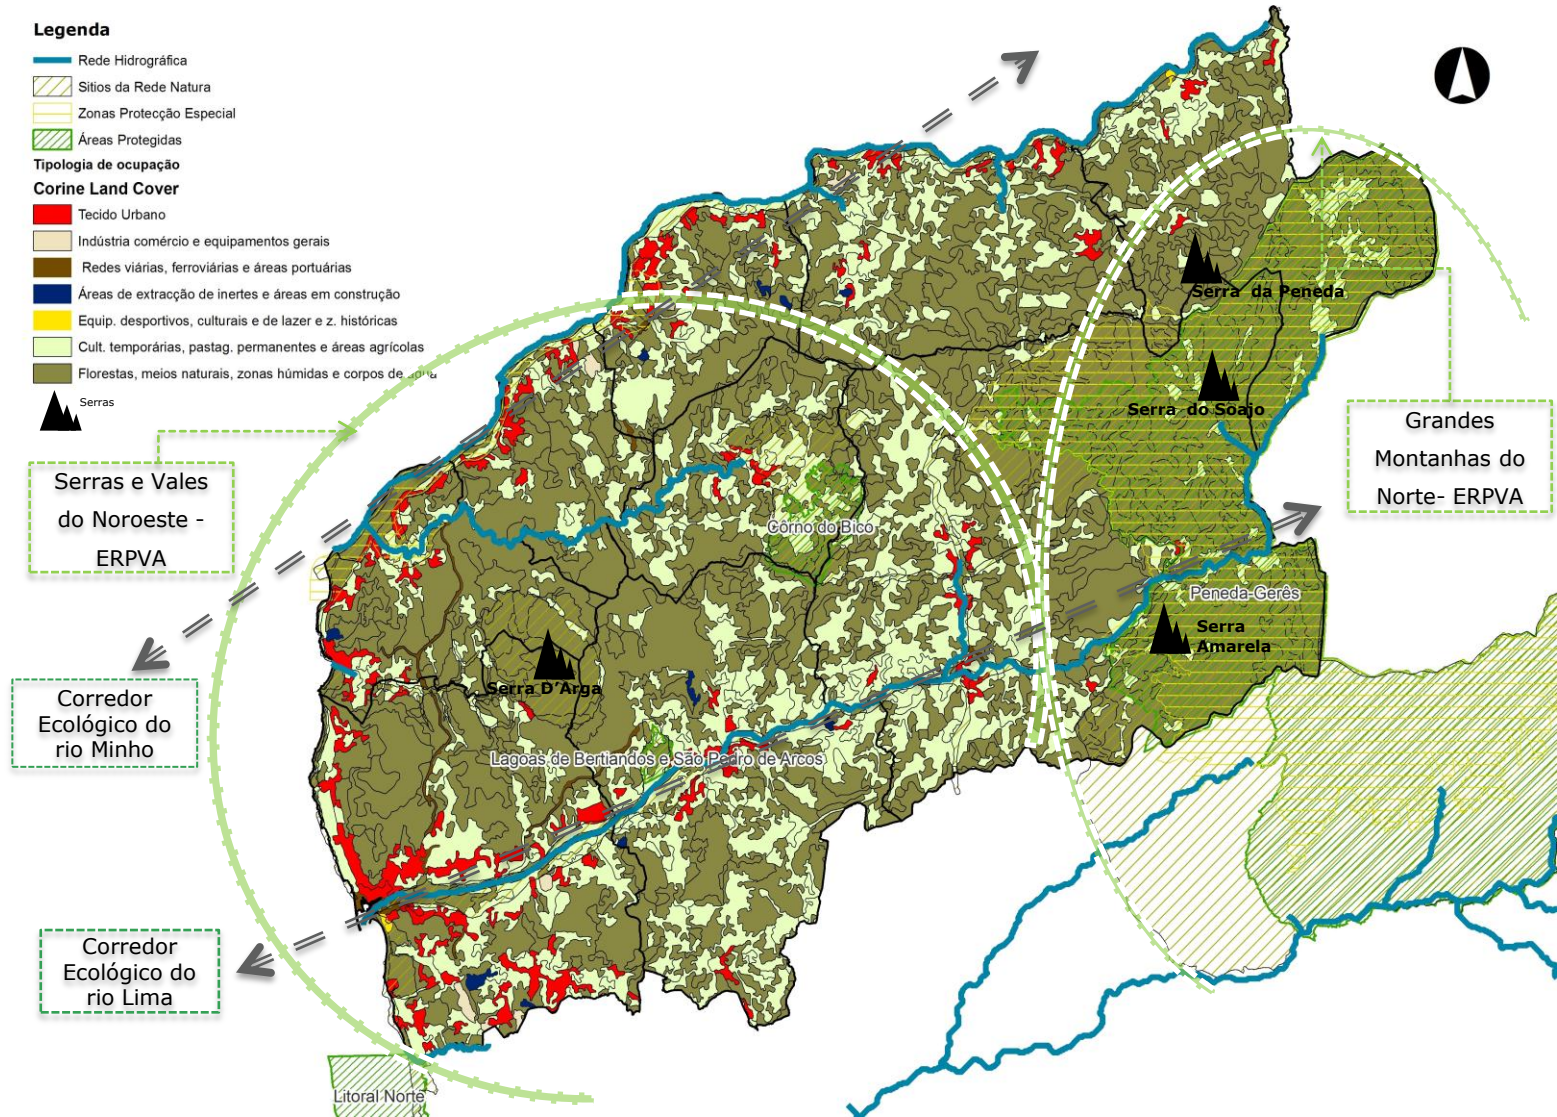 Legenda
Rede Hidrográfica
Sitios da Rede Natura
Zonas Protecção Especial
Áreas Protegidas
Tipologia de ocupação
Corine Land Cover
Tecido Urbano
Indústria comércio e equipamentos gerais
Redes viárias, ferroviárias e áreas portuárias
Áreas de extracção de inertes e áreas em construção
Equip. desportivos, culturais e de lazer e z. históricas
Cult. temporárias, pastag. permanentes e áreas agrícolas
Florestas, meios naturais, zonas húmidas e corpos de água
Serras
Serras e Vales
do Noroeste -
ERPVA
Corredor
Ecológico do
rio Minho
Corredor
Ecológico do
rio Lima
Grandes
Montanhas do
Norte- ERPVA
Serra da Peneda
Serra do Soajo
Corno do Bico
Peneda-Gerês
Serra
Amarela
Serra D'Arga
Lagoas de Bertiandos e São Pedro de Arcos
Litoral Norte